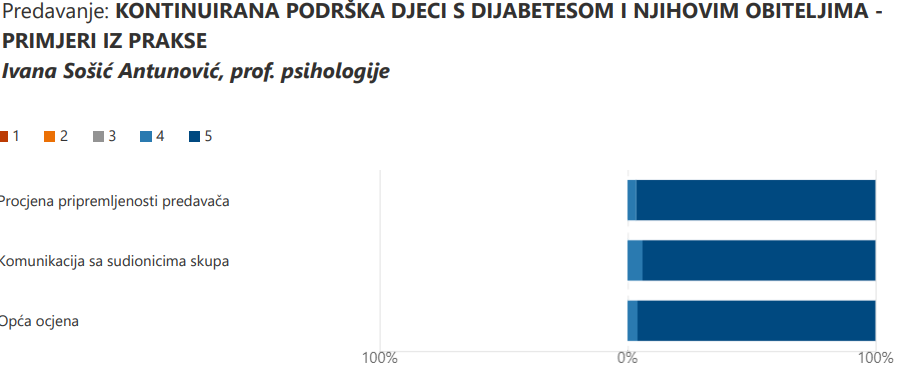 Predavanje: KONTINUIRANA PODRŠKA DJECI S DIJABETESOM I NJIHOVIM OBITELJIMA -
PRIMJERI IZ PRAKSE
Ivana Sošić Antunović, prof. psihologije
1 2 3 4 5
Procjena pripremljenosti predavača
Komunikacija sa sudionicima skupa
Opća ocjena
100% 0% 100%